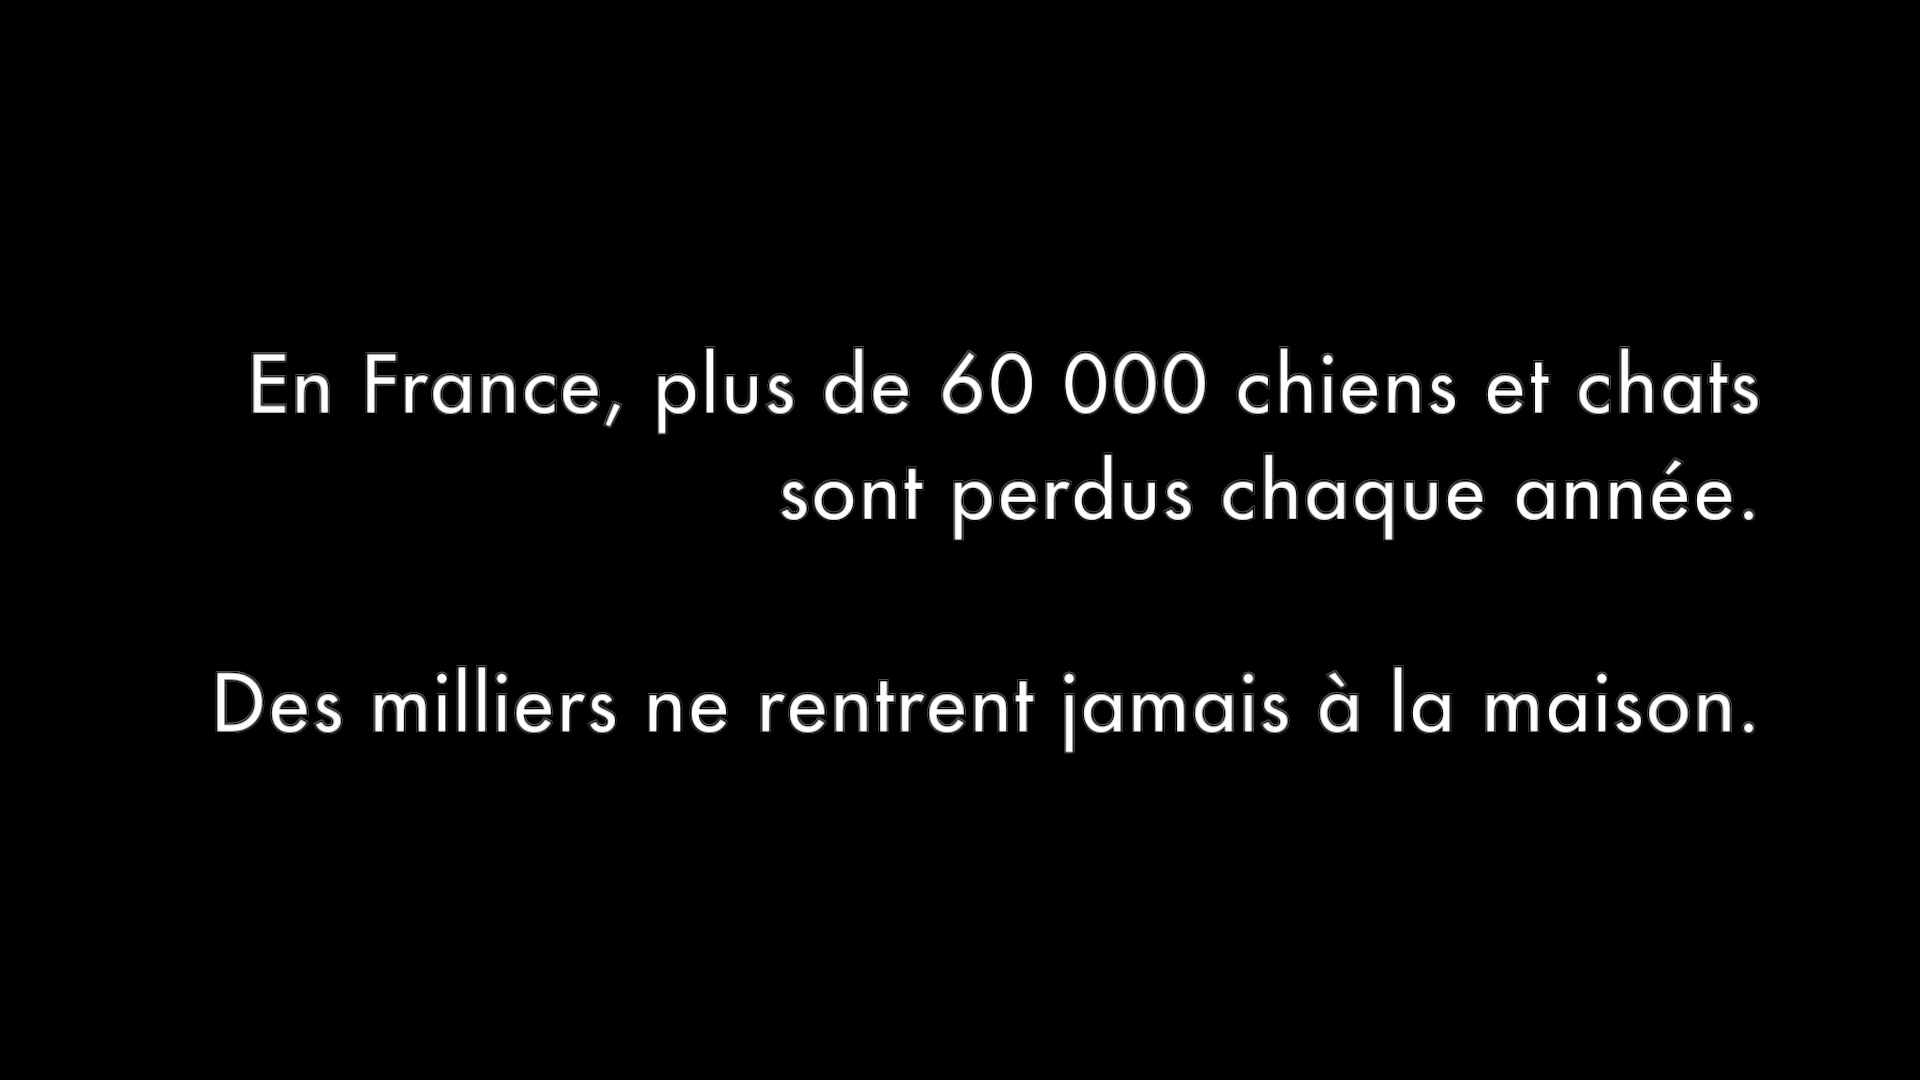 En France, plus de 60 000 chiens et chats
sont perdus chaque année.
Des milliers ne rentrent jamais à la maison.